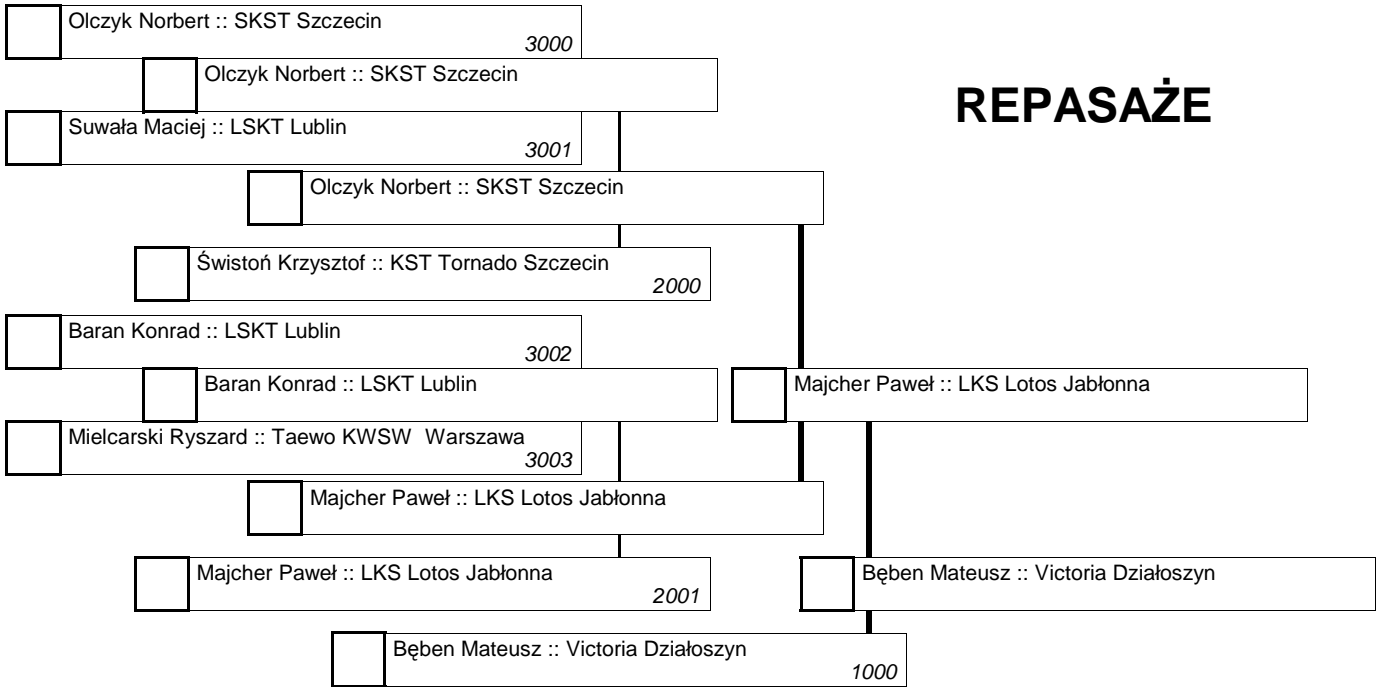 Olczyk Norbert :: SKST Szczecin
3000
Olczyk Norbert :: SKST Szczecin
REPASAŻE
Suwała Maciej :: LSKT Lublin
3001
Olczyk Norbert :: SKST Szczecin
Świstoń Krzysztof :: KST Tornado Szczecin
2000
Baran Konrad :: LSKT Lublin
3002
Baran Konrad :: LSKT Lublin
Majcher Paweł :: LKS Lotos Jabłonna
Mielcarski Ryszard :: Taewo KWSW  Warszawa
3003
Majcher Paweł :: LKS Lotos Jabłonna
Majcher Paweł :: LKS Lotos Jabłonna
2001
Bęben Mateusz :: Victoria Działoszyn
Bęben Mateusz :: Victoria Działoszyn
1000